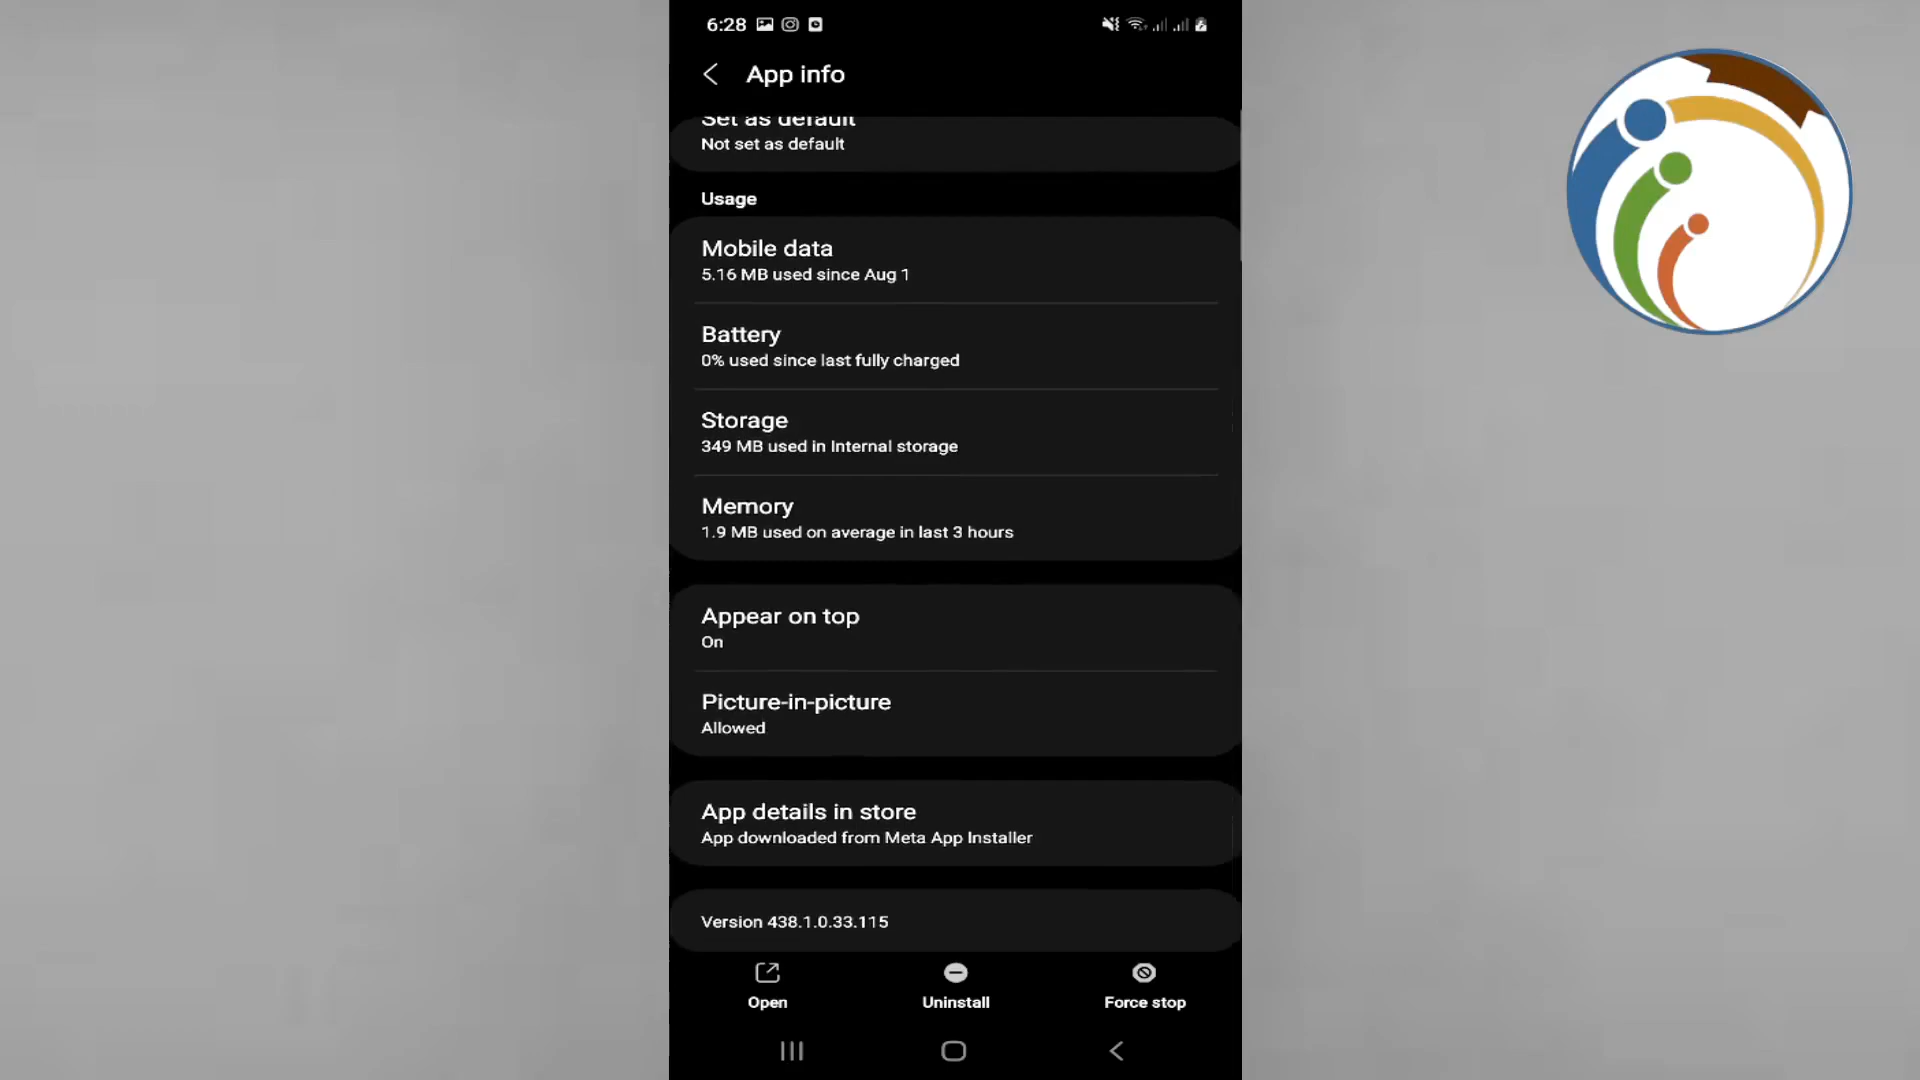 6:28
App info
Set as default
Not set as default
Usage
Mobile data
5.16 MB used since Aug 1
Battery
0% used since last fully charged
Storage
349 MB used in Internal storage
Memory
1.9 MB used on average in last 3 hours
Appear on top
On
Picture-in-picture
Allowed
App details in store
App downloaded from Meta App Installer
Version 438.1.0.33.115
Open
Uninstall
Force stop